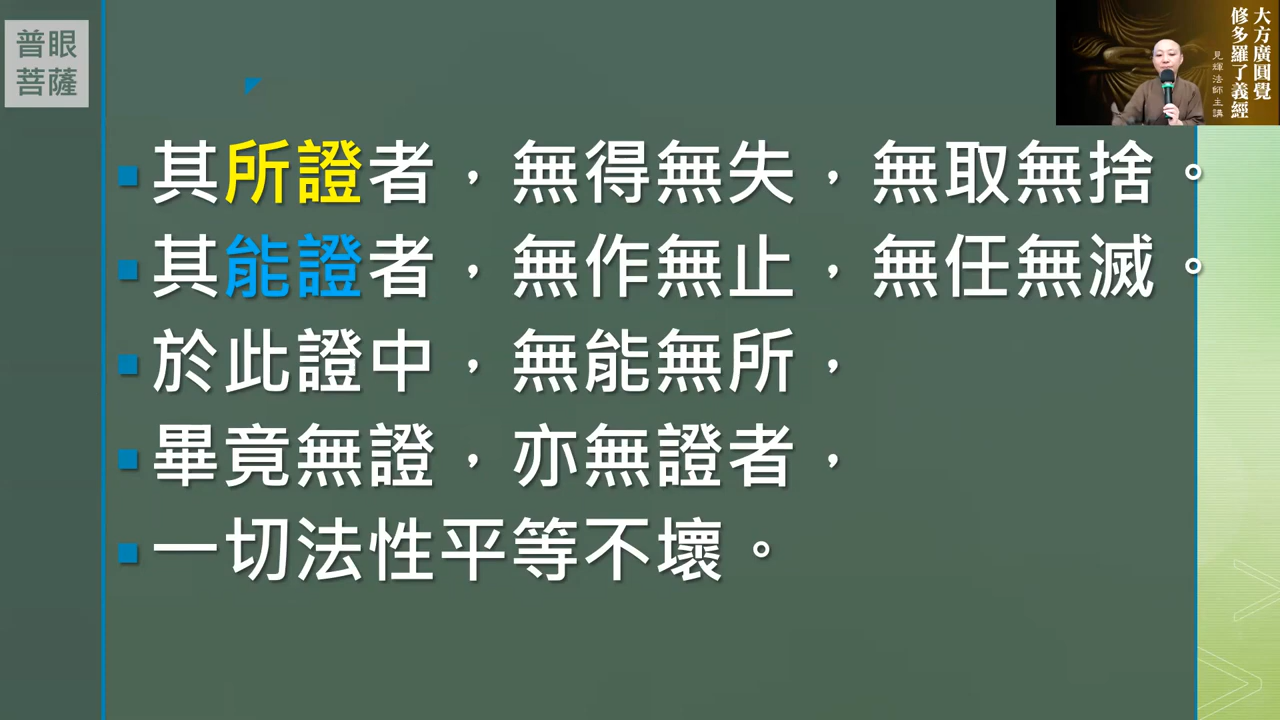 普眼
菩薩
大方廣圓覺
修多羅了義經
見輝法師主講
其所證者，無得無失，無取無捨。
其能證者，無作無止，無任無滅。
於此證中，無能無所，
畢竟無證，亦無證者，
一切法性平等不壞。